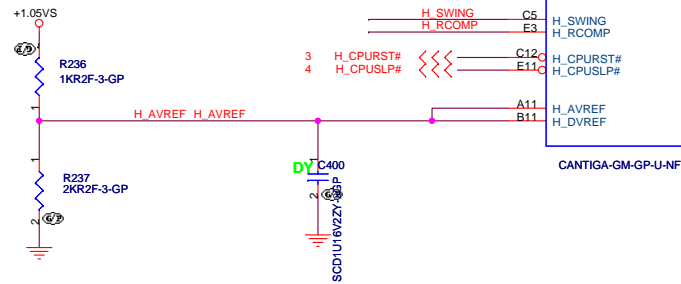 +1.05VS
R236
1KR2F-3-GP
1
H_AVREF H_AVREF
1
R237
2KR2F-3-GP
2
DY
1
C400
2
H_SWING
H_RCOMP
C5
E3
H_SWING
H_RCOMP
3 H_CPURST#
4 H_CPUSLP#
C12
E11
H_CPURST#
H_CPUSLP#
A11
B11
H_AVREF
H_DVREF
CANTIGA-GM-GP-U-NF